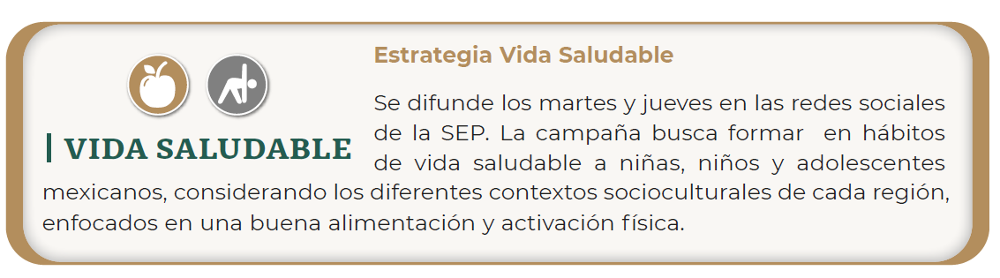 Estrategia Vida Saludable
Se difunde los martes y jueves en las redes sociales
de la SEP. La campaña busca formar en hábitos
| VIDA SALUDABLE
de vida saludable a niñas, niños y adolescentes
mexicanos, considerando los diferentes contextos socioculturales de cada región,
enfocados en una buena alimentación y activación física.